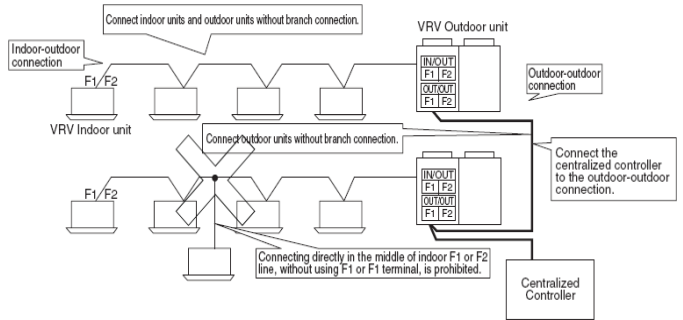 Connect indoor units and outdoor units without branch connection.
VRV Outdoor unit
Indoor-outdoor
connection
F1 F2
IN/OUT
F1 F2
OUT/OUT
F1 F2
Outdoor-outdoor
connection
VRV Indoor unit
Connect outdoor units without branch connection.
Connect the
centralized controller
to the outdoor-outdoor
connection.
F1 F2
IN/OUT
F1 F2
OUT/OUT
F1 F2
Connecting directly in the middle of indoor F1 or F2
line, without using F1 or F1 terminal, is prohibited.
Centralized
Controller